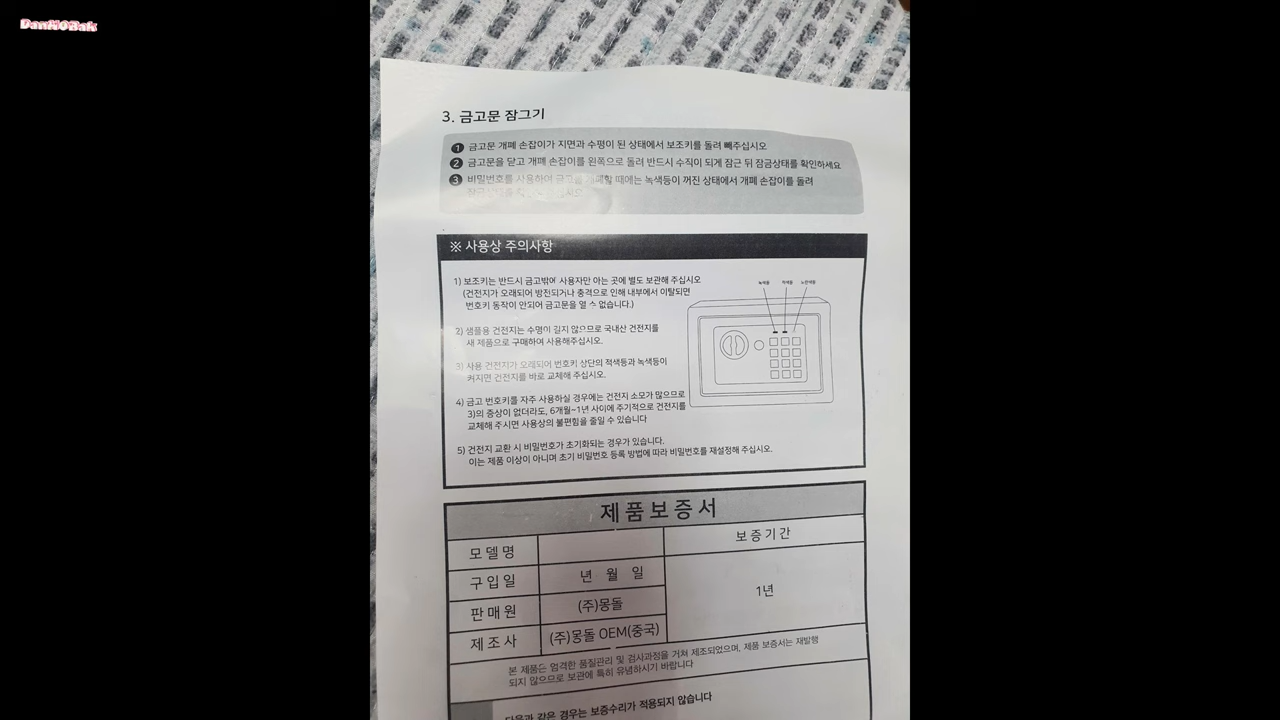 DanMoBak
3. 금고문 잠그기
1 금고문 개폐 손잡이가 지면과 수평이 된 상태에서 보조키를 돌려 빼주십시오
2 금고문을 닫고 개폐 손잡이를 왼쪽으로 돌려 반드시 수직이 되게 잠근 뒤 잠금상태를 확인하세요
3 비밀번호를 사용하여 금고를 개폐할 때에는 녹색등이 꺼진 상태에서 개폐 손잡이를 돌려
※ 사용상 주의사항
1) 보조키는 반드시 금고밖에 사용자만 아는 곳에 별도 보관해 주십시오
(건전지가 오래되어 방전되거나 충격으로 인해 내부에서 이탈되면
번호키 동작이 안되어 금고문을 열 수 없습니다.)
녹색등 적색등 노란색등
2) 샘플용 건전지는 수명이 길지 않으므로 국내산 건전지를
새 제품으로 구매하여 사용해주십시오.
3) 사용 건전지가 오래되어 번호키 상단의 적색등과 녹색등이
켜지면 건전지를 바로 교체해 주십시오.
4) 금고 번호키를 자주 사용하실 경우에는 건전지 소모가 많으므로
3)의 증상이 없더라도, 6개월~1년 사이에 주기적으로 건전지를
교체해 주시면 사용상의 불편함을 줄일 수 있습니다
5) 건전지 교환 시 비밀번호가 초기화되는 경우가 있습니다.
이는 제품 이상이 아니며 초기 비밀번호 등록 방법에 따라 비밀번호를 재설정해 주십시오.
제품보증서
모델명
보증기간
구입일 년 월 일
1년
판매원 (주)몽돌
제조사 (주)몽돌 OEM(중국)
본 제품은 엄격한 품질관리 및 검사과정을 거쳐 제조되었으며, 제품 보증서는 재발행
되지 않으므로 보관에 특히 유념하시기 바랍니다
다음과 같은 경우는 보증수리가 적용되지 않습니다